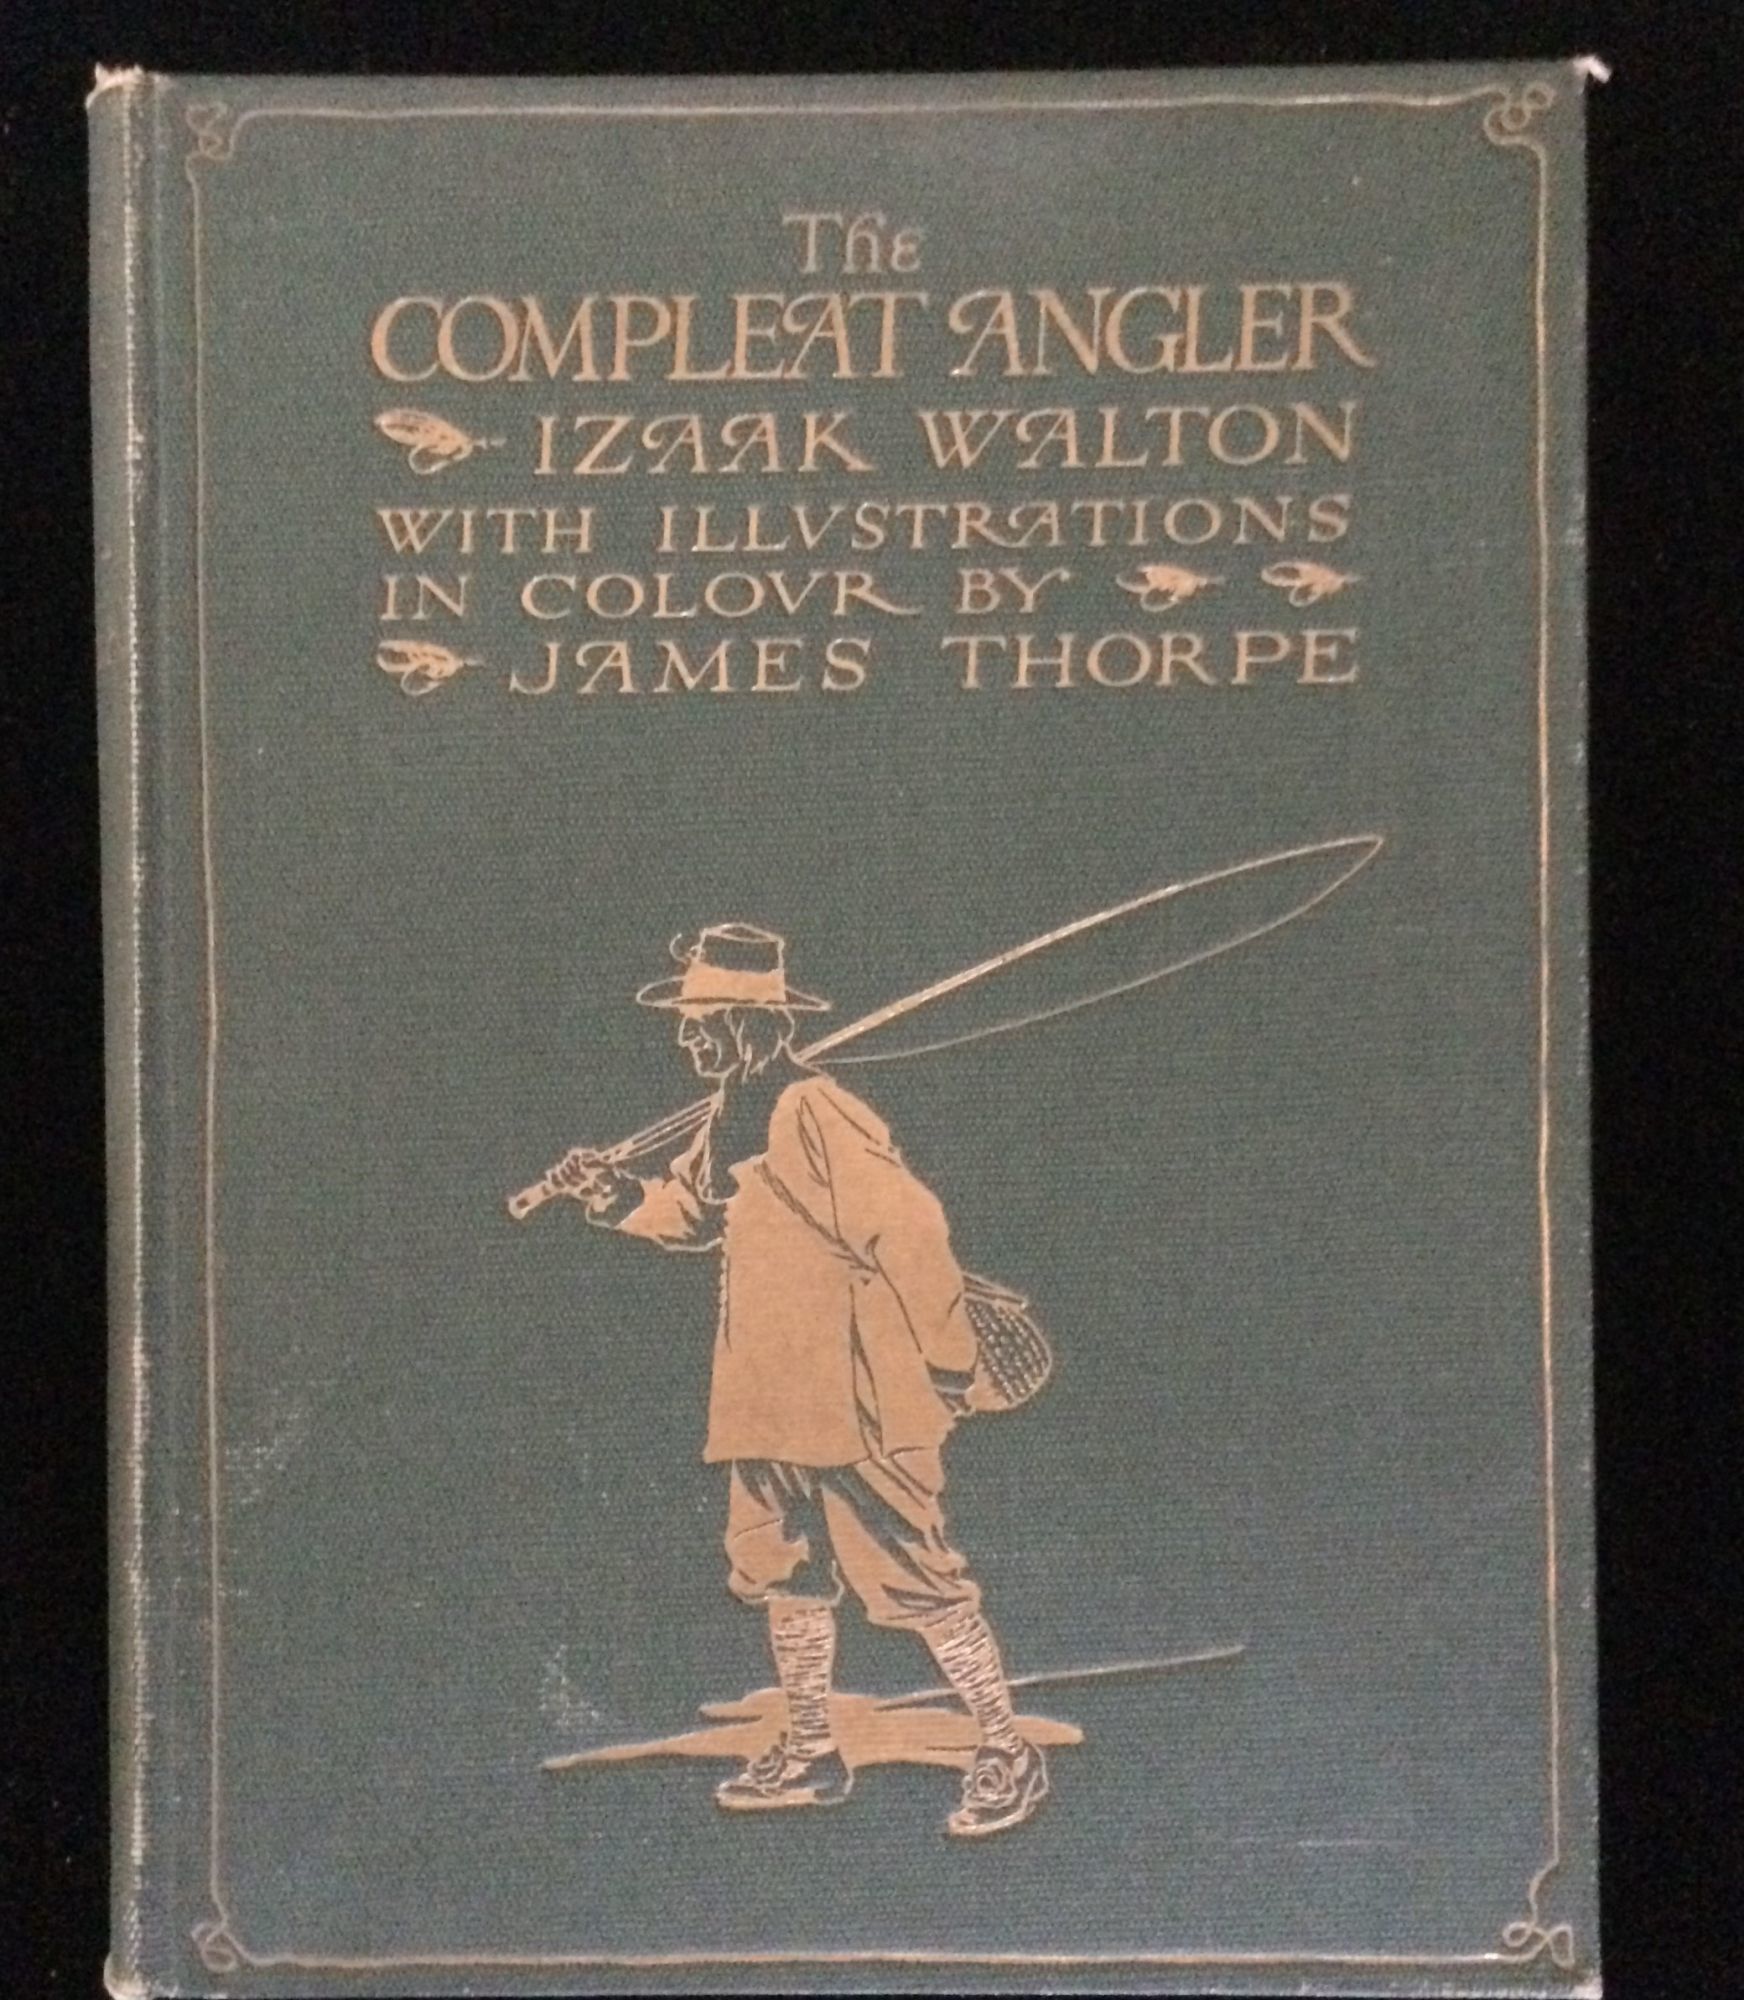 The
COMPLEAT ANGLER
IZAAK WALTON
WITH ILLVSTRATIONS
IN COLOVR BY
JAMES THORPE